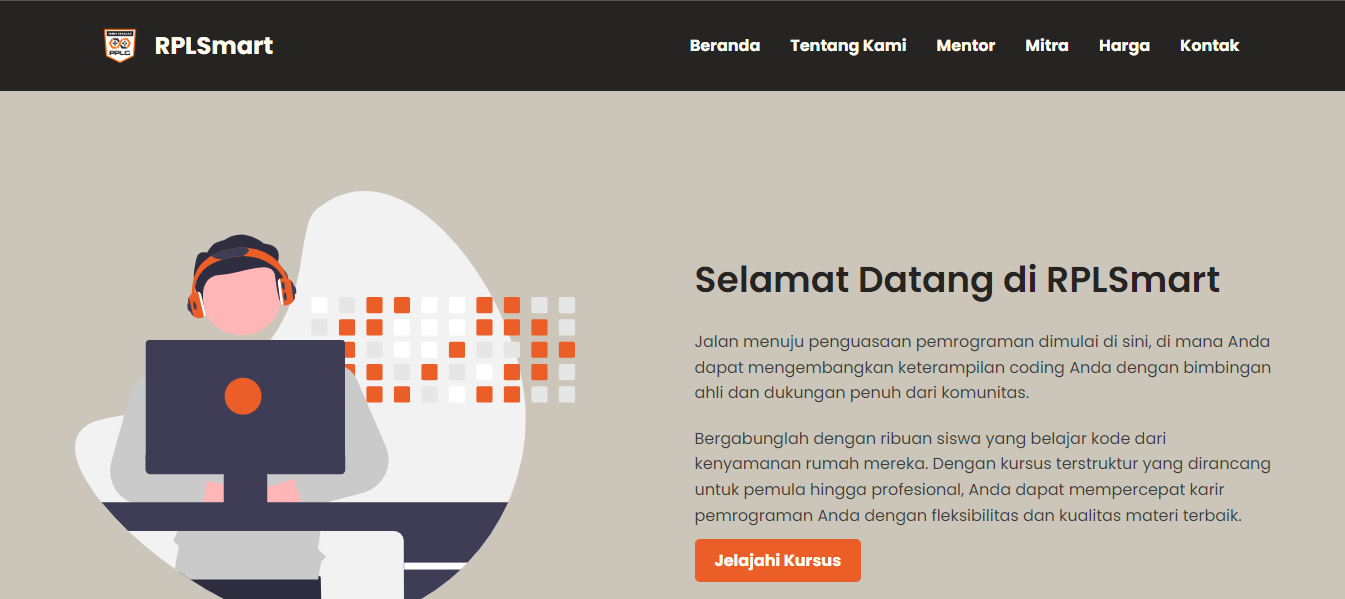 RPLSmart
Beranda Tentang Kami Mentor Mitra Harga Kontak
PPLG
Selamat Datang di RPLSmart
Jalan menuju penguasaan pemrograman dimulai di sini, di mana Anda
dapat mengembangkan keterampilan coding Anda dengan bimbingan
ahli dan dukungan penuh dari komunitas.
Bergabunglah dengan ribuan siswa yang belajar kode dari
kenyamanan rumah mereka. Dengan kursus terstruktur yang dirancang
untuk pemula hingga profesional, Anda dapat mempercepat karir
pemrograman Anda dengan fleksibilitas dan kualitas materi terbaik.
Jelajahi Kursus